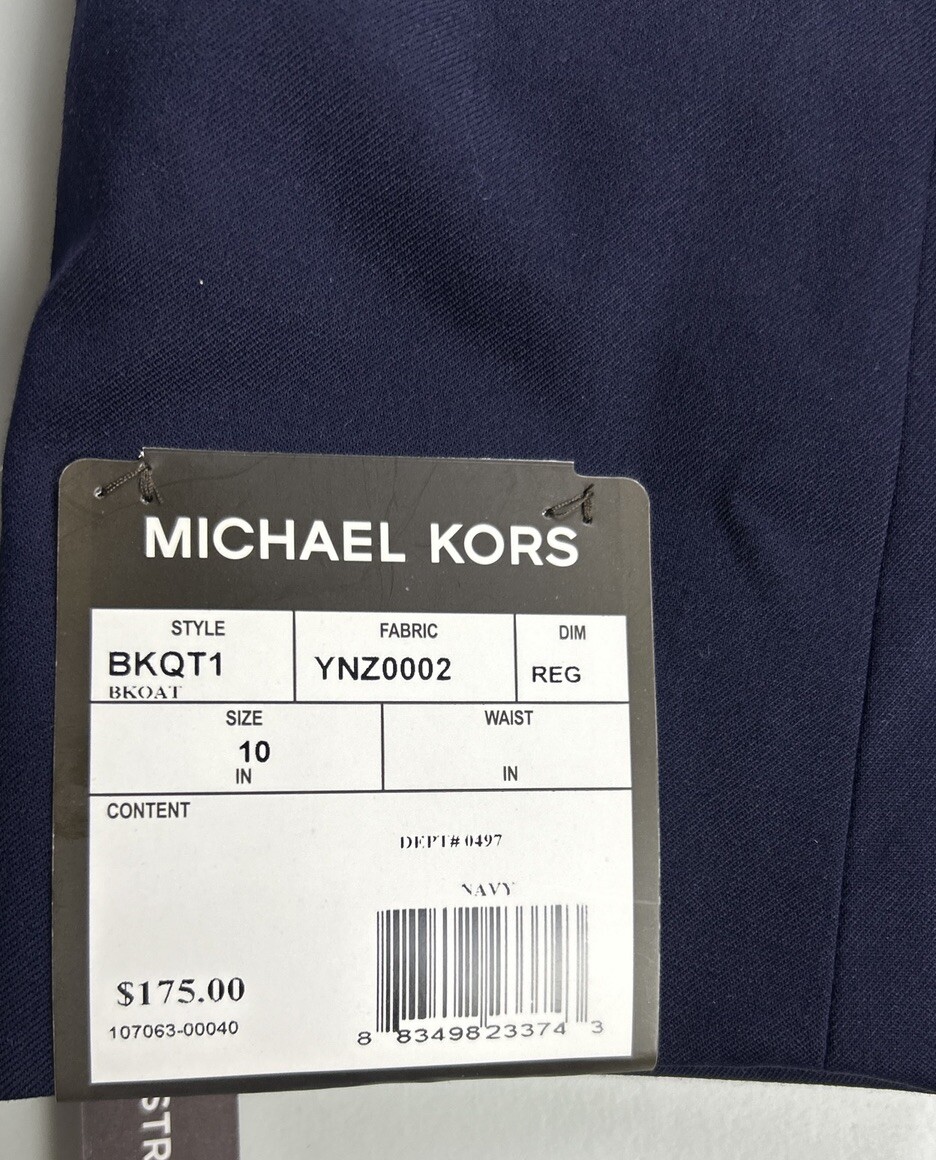 MICHAEL KORS
STYLE FABRIC DIM
BKQT1 YNZ0002 REG
BKOAT
SIZE WAIST
10
IN IN
CONTENT
DEPT# 0497
NAVY
$175.00
107063-00040
8 83498 23374 3
STR